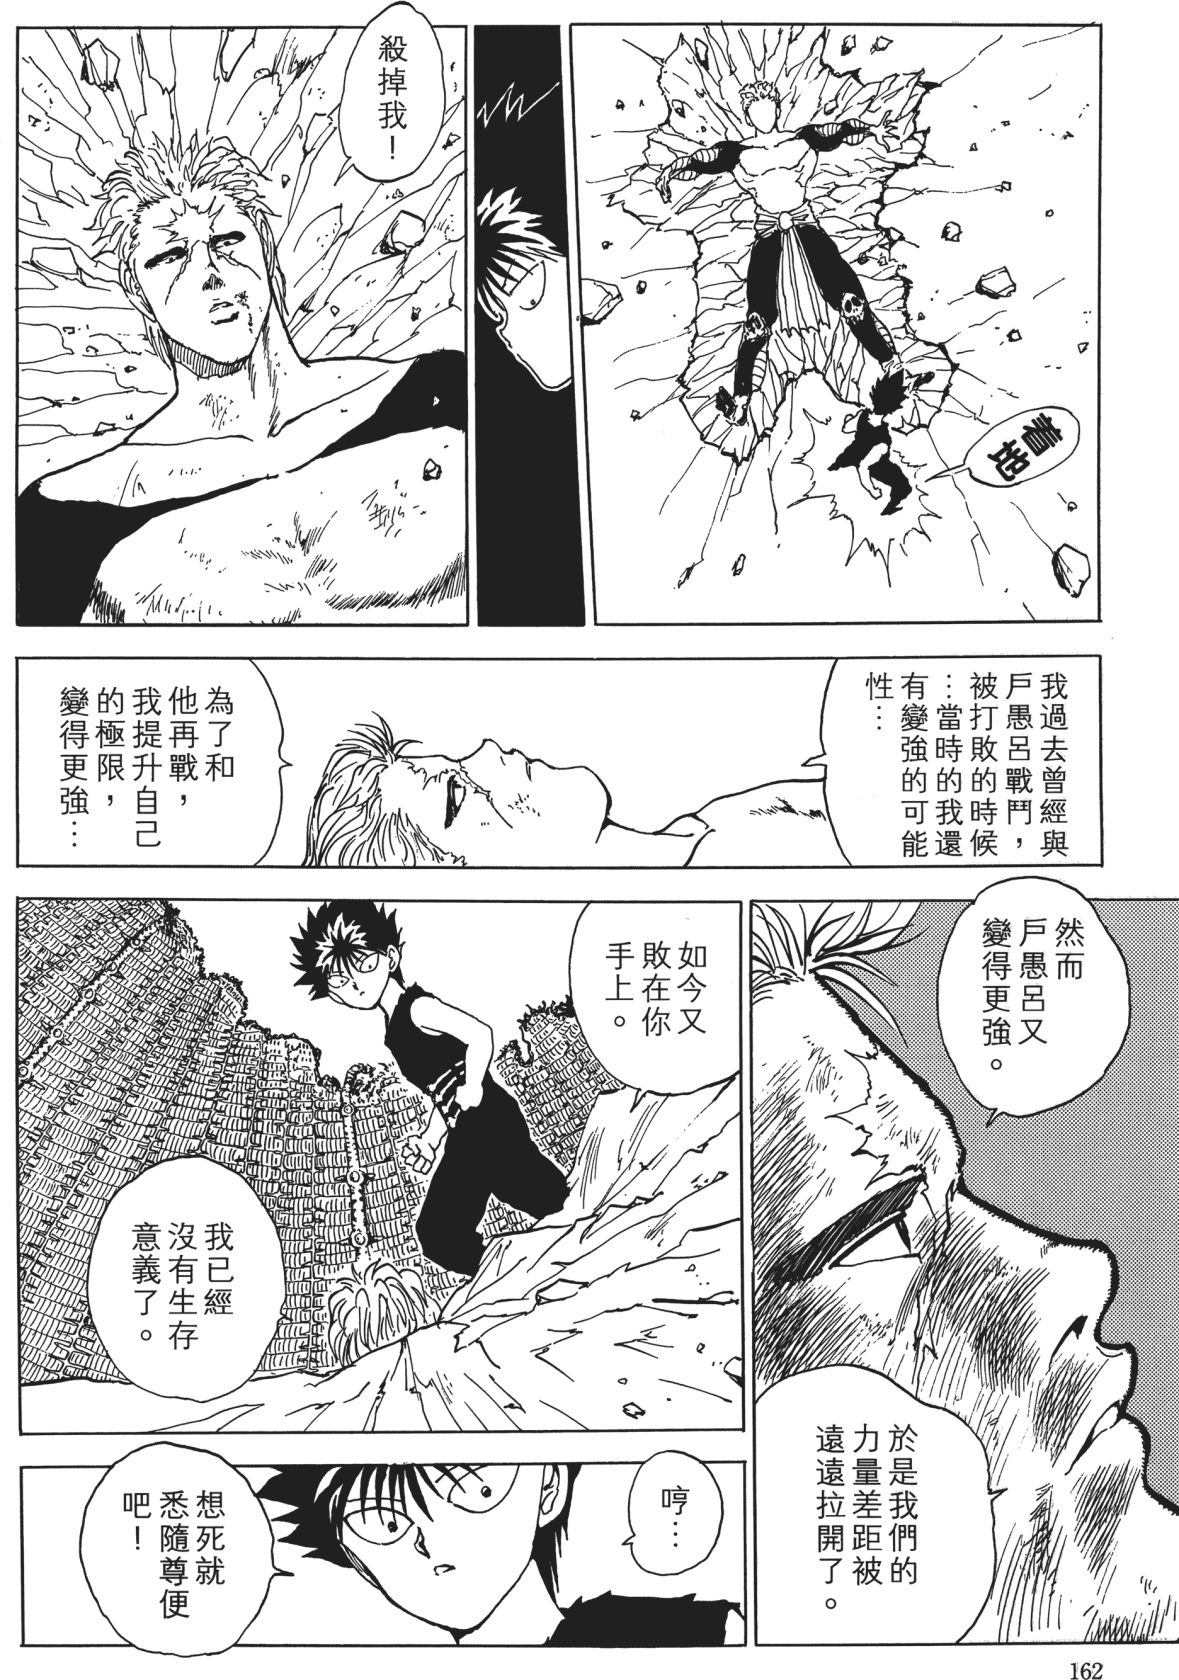 着地
殺掉我！
我過去曾經與
戶愚呂戰鬥，
被打敗的時候
…當時的我還
有變強的可能
性…
為了和
他再戰，
我提升自己
的極限，
變得更強…
然而
戶愚呂又
變得更強。
於是我們的
力量差距被
遠遠拉開了。
如今又
敗在你
手上。
我已經
沒有生存
意義了。
哼…
想死就
悉隨尊便
吧！
162